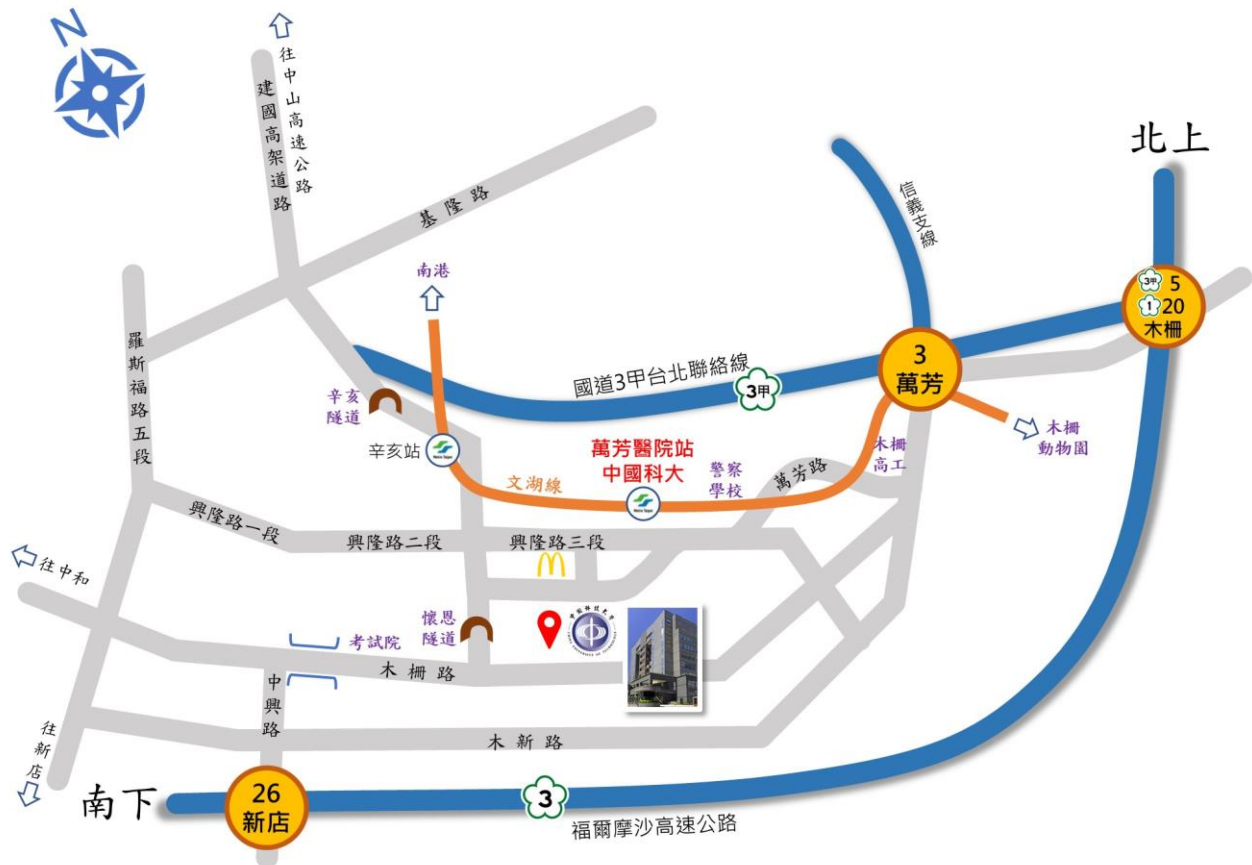 N
往中山高速公路
建國高架道路
基隆路
北上
信義支線
南港
3甲 5
1 20
木柵
羅斯福路五段
3
萬芳
國道3甲台北聯絡線
3甲
辛亥
隧道
辛亥站
萬芳醫院站
中國科大
木柵
動物園
木柵
高工
警察
學校
萬芳路
文湖線
興隆路一段
興隆路二段
興隆路三段
往中和
懷恩
隧道
考試院
木柵路
中興路
木新路
往新店
南下
26
新店
3
福爾摩沙高速公路